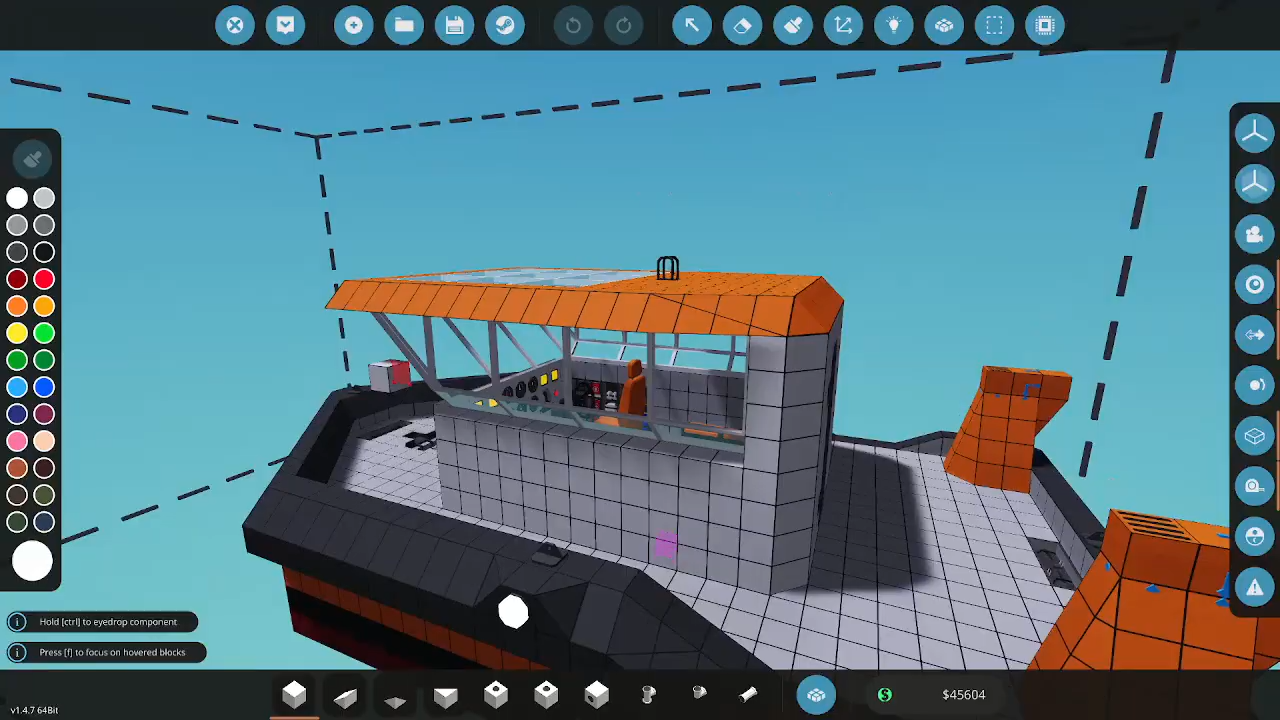 Hold [ctrl] to eyedrop component
Press [f] to focus on hovered blocks
$45604
v1.4.7 64Bit